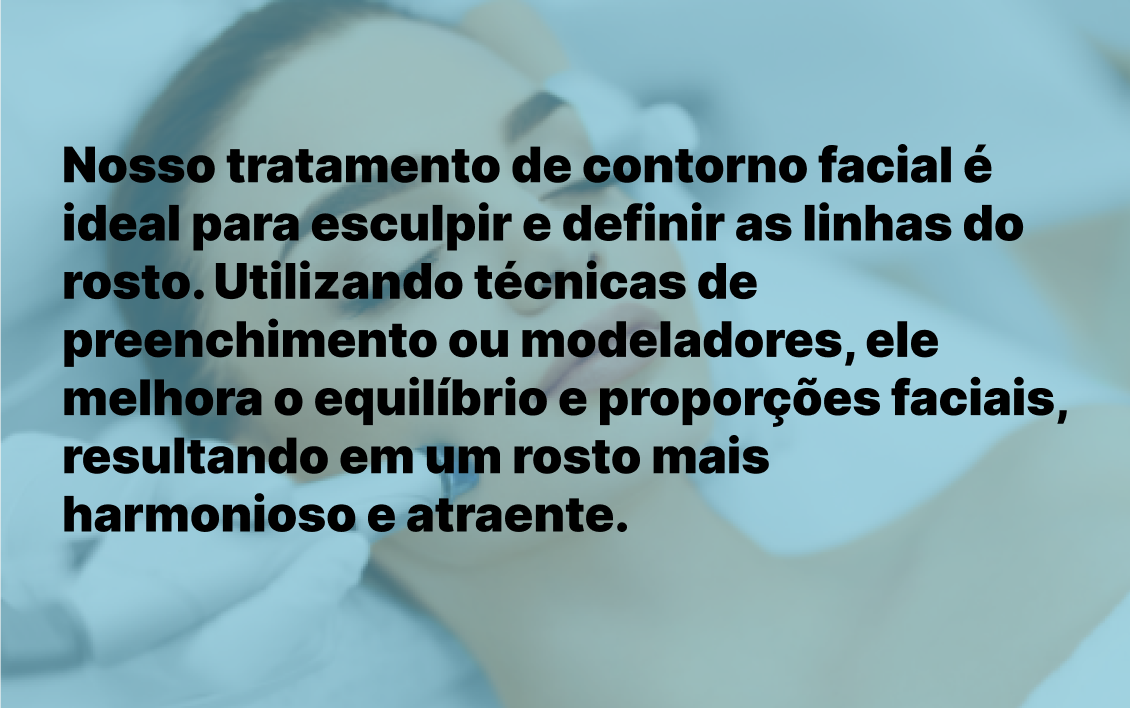 Nosso tratamento de contorno facial é
ideal para esculpir e definir as linhas do
rosto. Utilizando técnicas de
preenchimento ou modeladores, ele
melhora o equilíbrio e proporções faciais,
resultando em um rosto mais
harmonioso e atraente.